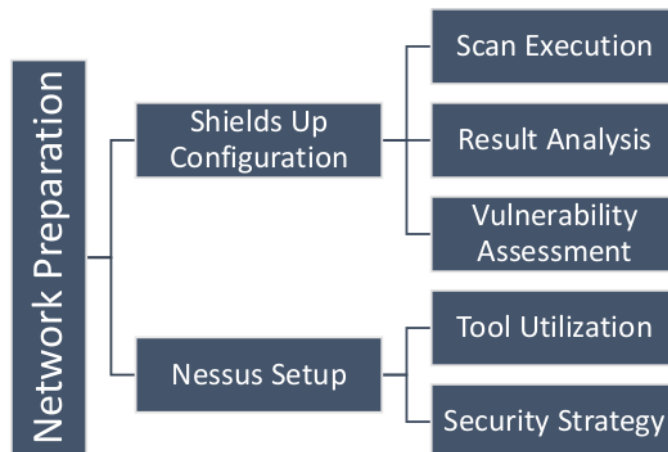 Network Preparation
Shields Up
Configuration
Scan Execution
Result Analysis
Vulnerability
Assessment
Nessus Setup
Tool Utilization
Security Strategy